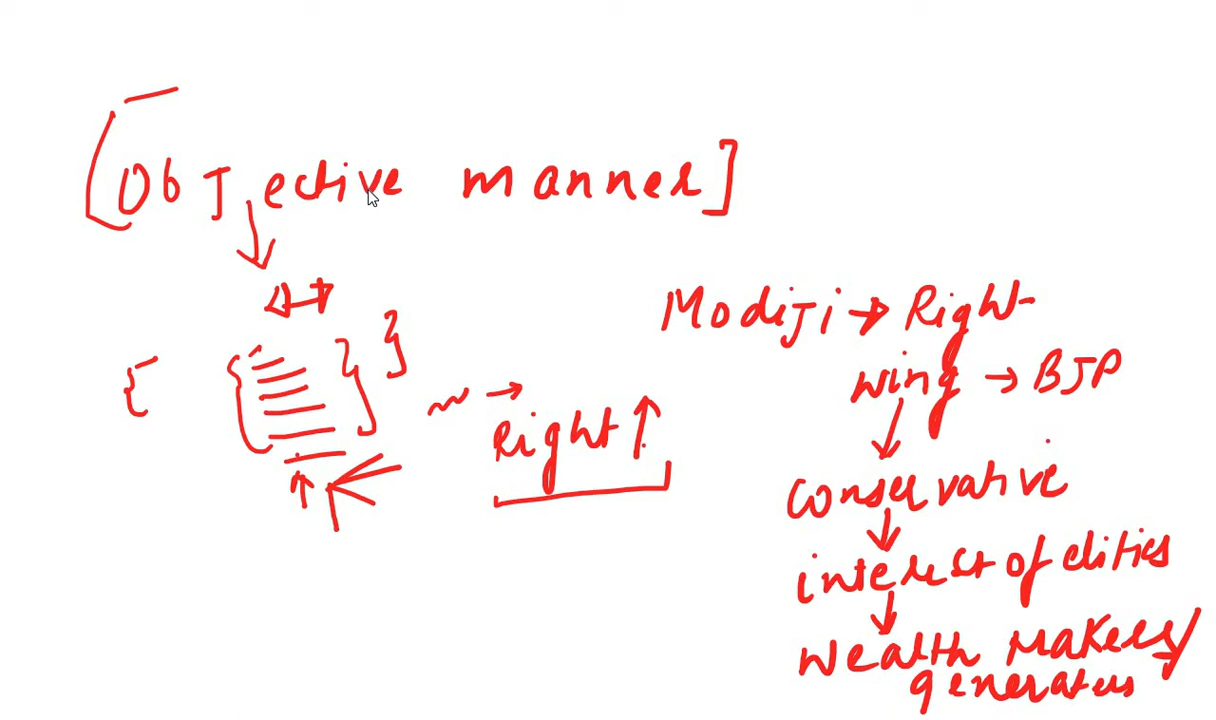 [Objective manner]
Right ↑
Modiji → Right
wing → BJP
conservative
interest of elities
wealth makers/
generators